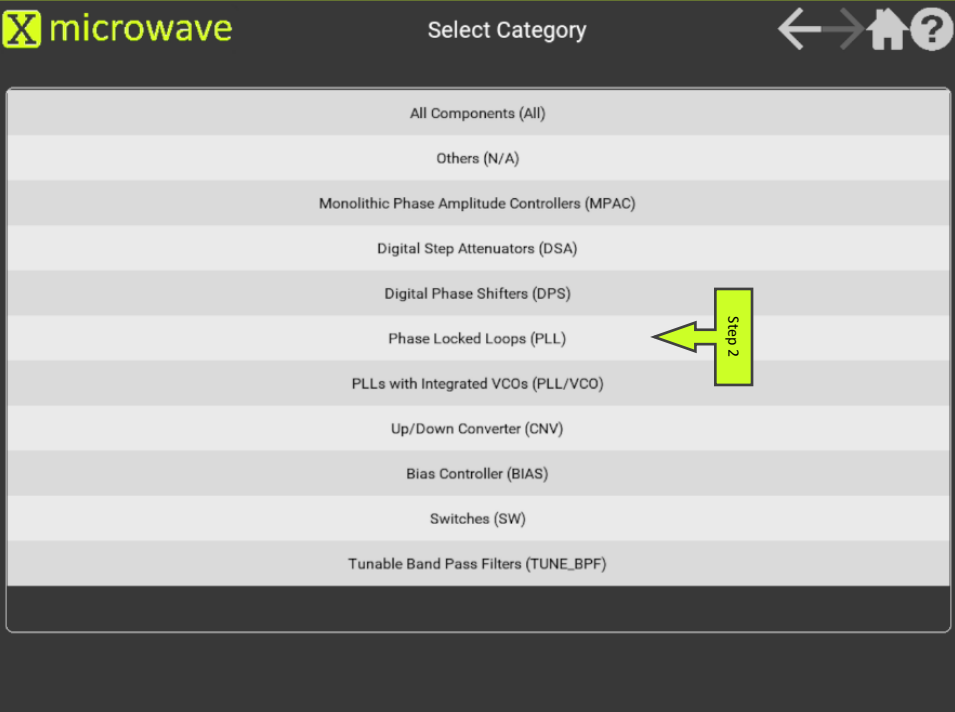 X microwave
Select Category
?
All Components (All)
Others (N/A)
Monolithic Phase Amplitude Controllers (MPAC)
Digital Step Attenuators (DSA)
Digital Phase Shifters (DPS)
Phase Locked Loops (PLL)
Step 2
PLLs with Integrated VCOs (PLL/VCO)
Up/Down Converter (CNV)
Bias Controller (BIAS)
Switches (SW)
Tunable Band Pass Filters (TUNE_BPF)